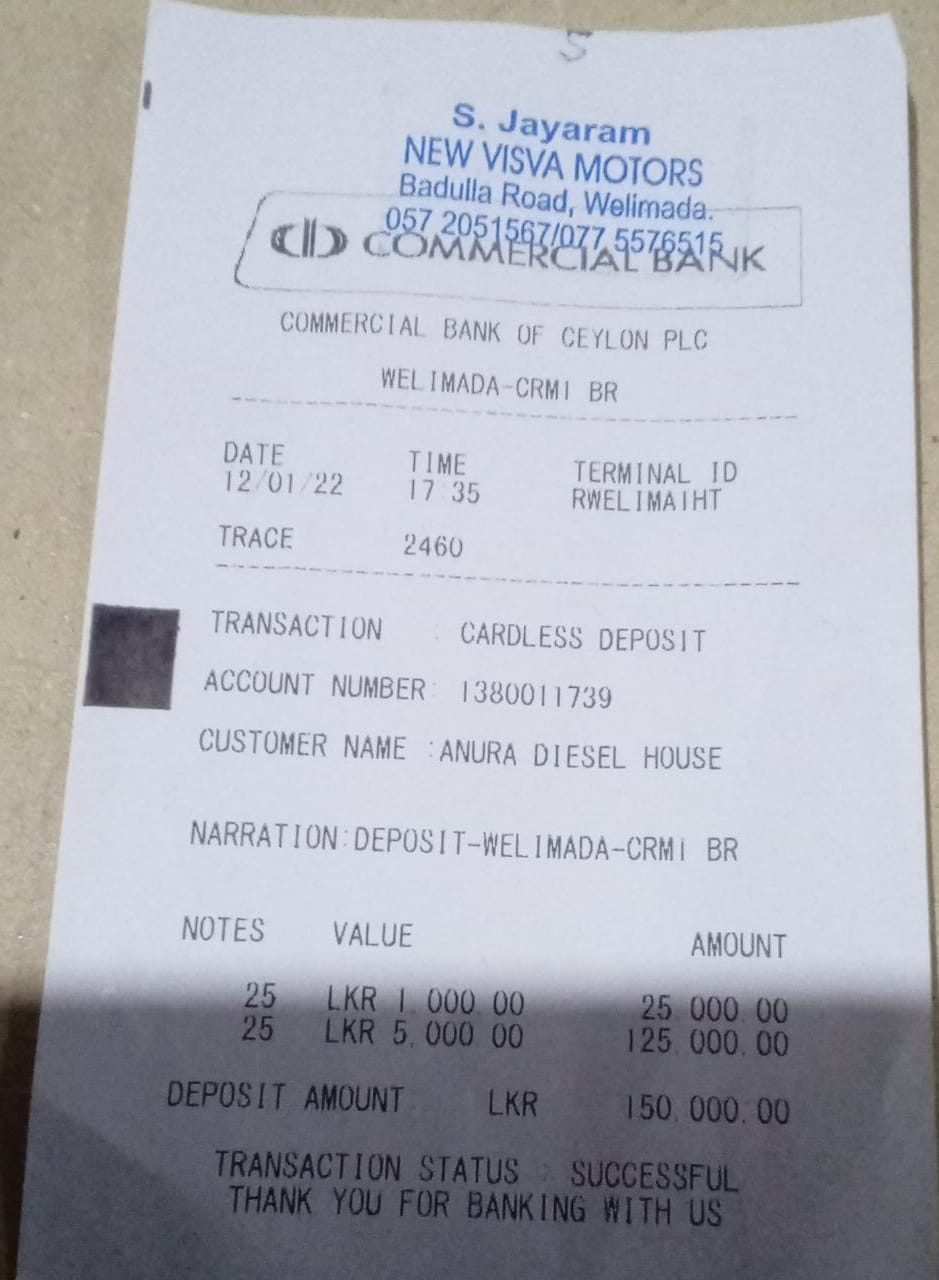 5
S. Jayaram
NEW VISVA MOTORS
Badulla Road, Welimada.
057 2051567/077 5576515
COMMERCIAL BANK
COMMERCIAL BANK OF CEYLON PLC
WELIMADA-CRM1 BR
DATE TIME TERMINAL ID
12/01/22 17:35 RWELIMA1HT
TRACE 2460
TRANSACTION : CARDLESS DEPOSIT
ACCOUNT NUMBER: 1380011739
CUSTOMER NAME :ANURA DIESEL HOUSE
NARRATION:DEPOSIT-WELIMADA-CRM1 BR
NOTES VALUE AMOUNT
25 LKR 1,000.00 25,000.00
25 LKR 5,000.00 125,000.00
DEPOSIT AMOUNT LKR 150,000.00
TRANSACTION STATUS : SUCCESSFUL
THANK YOU FOR BANKING WITH US